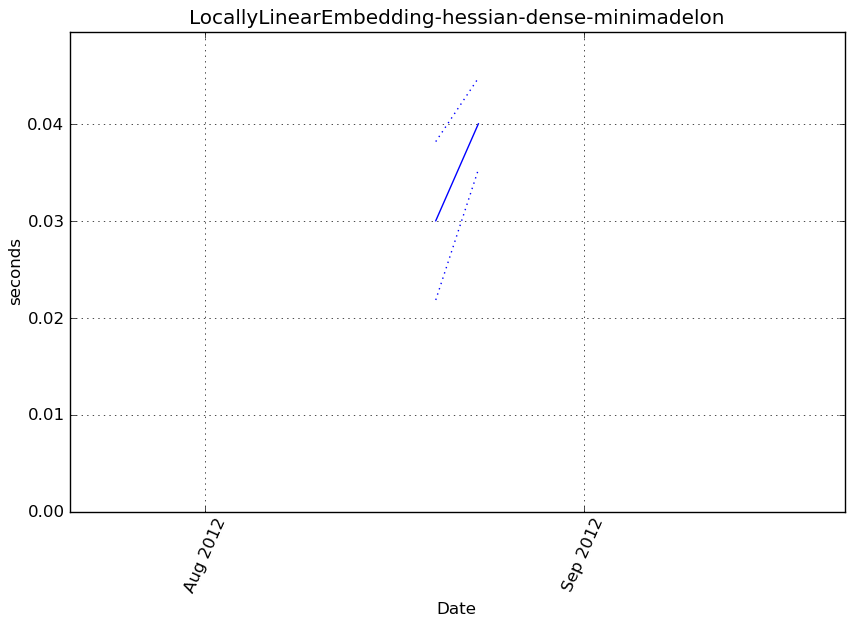 LocallyLinearEmbedding-hessian-dense-minimadelon
0.04
0.03
0.02
0.01
0.00
seconds
Aug 2012
Sep 2012
Date